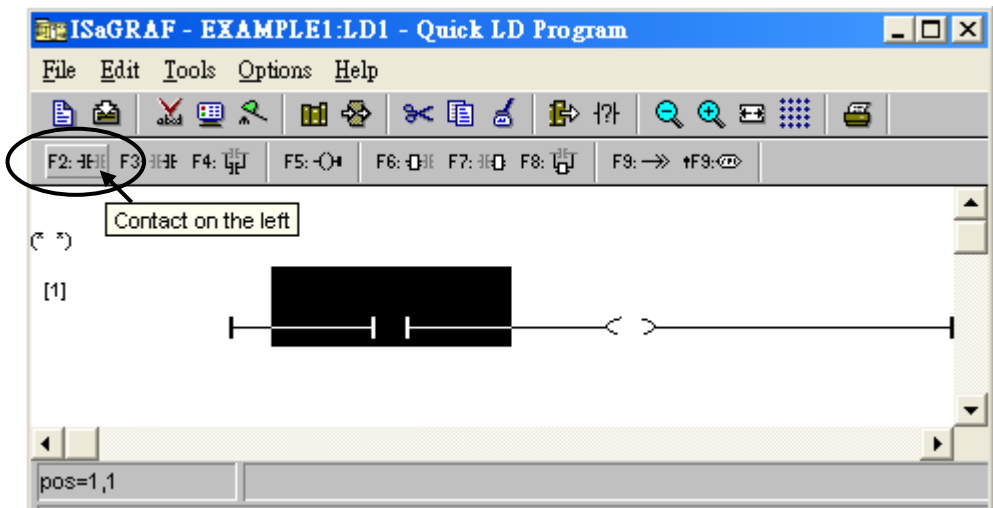 ISaGRAF - EXAMPLE1:LD1 - Quick LD Program
File Edit Tools Options Help
F2: F3 F4: F5: F6: F7: F8: F9: F9:
Contact on the left
(* *)
[1]
pos=1,1